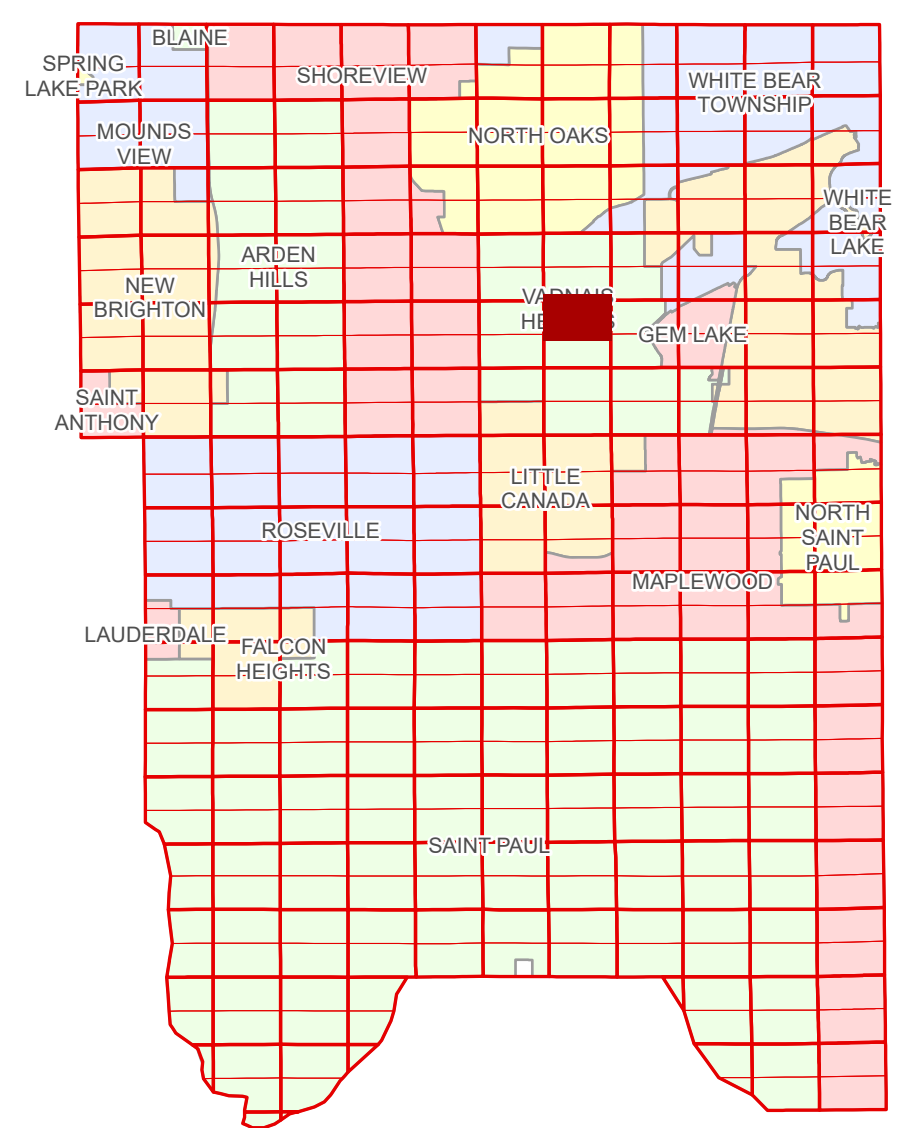 BLAINE
SPRING
LAKE PARK
SHOREVIEW
WHITE BEAR
TOWNSHIP
MOUNDS
VIEW
NORTH OAKS
WHITE
BEAR
LAKE
ARDEN
HILLS
NEW
BRIGHTON
GEM LAKE
SAINT
ANTHONY
LITTLE
CANADA
NORTH
SAINT
PAUL
ROSEVILLE
MAPLEWOOD
LAUDERDALE
FALCON
HEIGHTS
SAINT PAUL